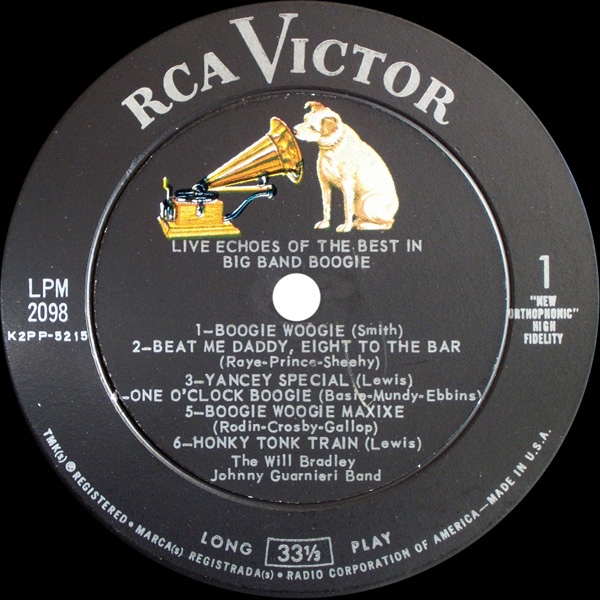 RCA VICTOR
LIVE ECHOES OF THE BEST IN
BIG BAND BOOGIE
LPM
2098
K2PP-5215
1
"NEW
ORTHOPHONIC"
HIGH
FIDELITY
1—BOOGIE WOOGIE (Smith)
2—BEAT ME DADDY, EIGHT TO THE BAR
(Raye-Prince-Sheehy)
3—YANCEY SPECIAL (Lewis)
—ONE O'CLOCK BOOGIE (Basie-Mundy-Ebbins)
5—BOOGIE WOOGIE MAXIXE
(Rodin-Crosby-Gallop)
6—HONKY TONK TRAIN (Lewis)
The Will Bradley
Johnny Guarnieri Band
LONG 33⅓ PLAY
TMK(s) ® REGISTERED • MARCA(s) REGISTRADA(s) • RADIO CORPORATION OF AMERICA—MADE IN U.S.A.